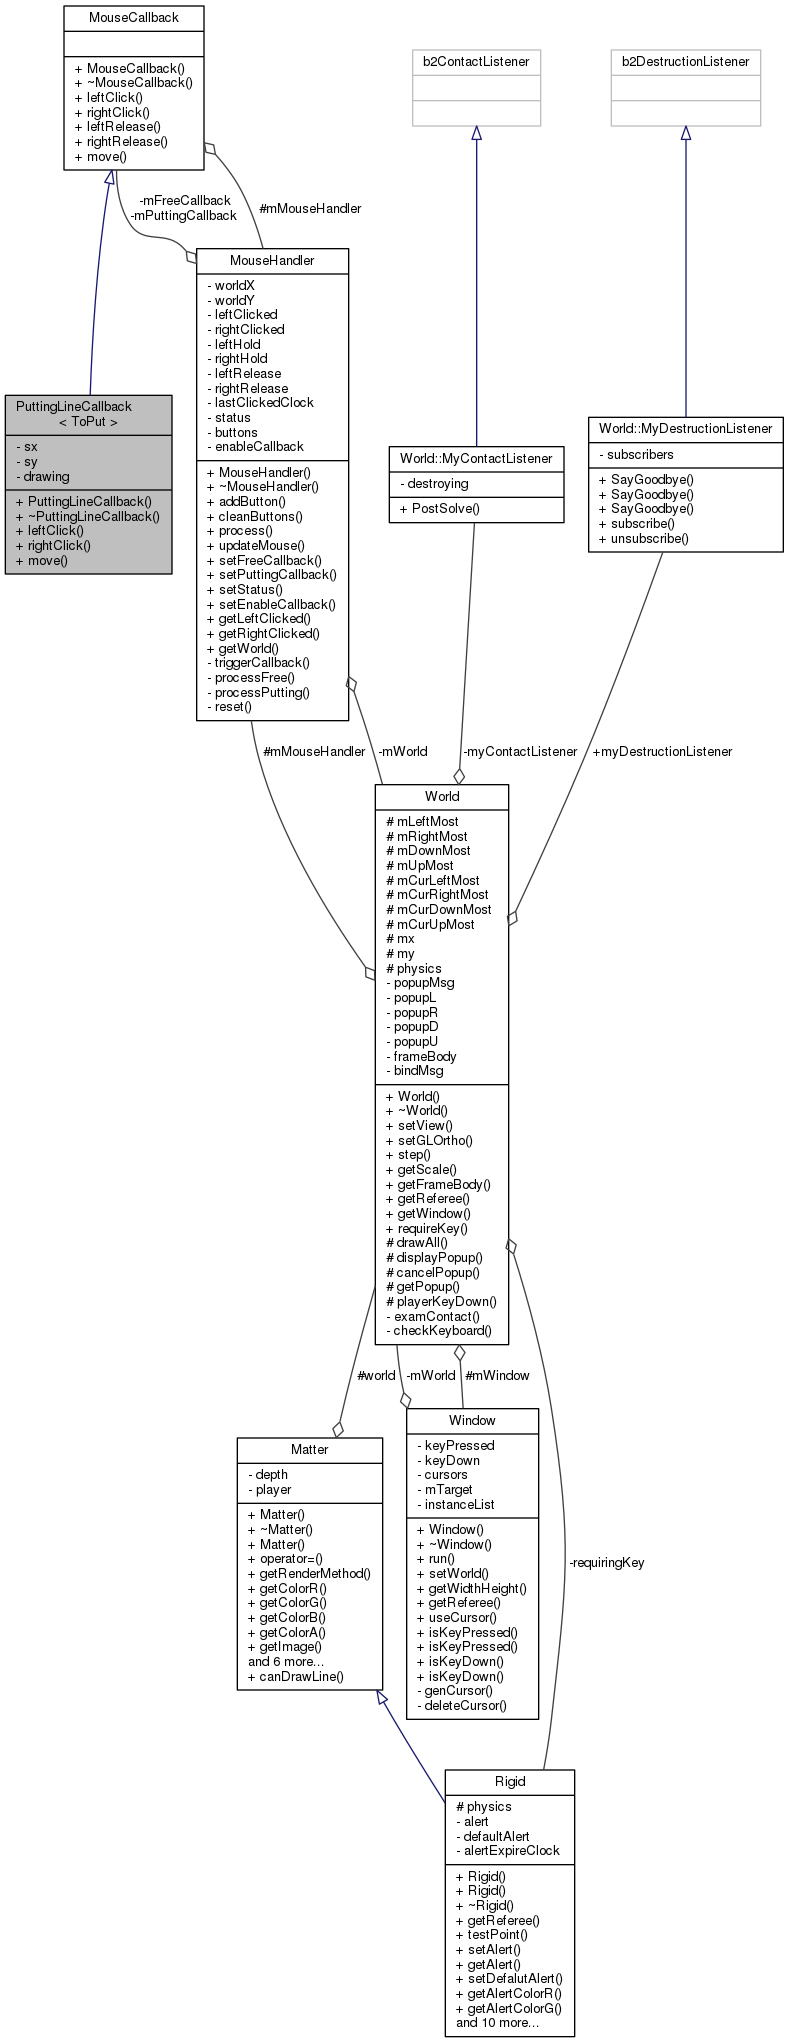 MouseCallback
+ MouseCallback()
+ ~MouseCallback()
+ leftClick()
+ rightClick()
+ leftRelease()
+ rightRelease()
+ move()
b2ContactListener
b2DestructionListener
-mFreeCallback
-mPuttingCallback
#mMouseHandler
MouseHandler
- worldX
- worldY
- leftClicked
- rightClicked
- leftHold
- rightHold
- leftRelease
- rightRelease
- lastClickedClock
- status
- buttons
- enableCallback
+ MouseHandler()
+ ~MouseHandler()
+ addButton()
+ cleanButtons()
+ process()
+ updateMouse()
+ setFreeCallback()
+ setPuttingCallback()
+ setStatus()
+ setEnableCallback()
+ getLeftClicked()
+ getRightClicked()
+ getWorld()
- triggerCallback()
- processFree()
- processPutting()
- reset()
PuttingLineCallback
< ToPut >
- sx
- sy
- drawing
+ PuttingLineCallback()
+ ~PuttingLineCallback()
+ leftClick()
+ rightClick()
+ move()
World::MyContactListener
- destroying
+ PostSolve()
World::MyDestructionListener
- subscribers
+ SayGoodbye()
+ SayGoodbye()
+ SayGoodbye()
+ subscribe()
+ unsubscribe()
#mMouseHandler
-mWorld
-myContactListener
+myDestructionListener
World
# mLeftMost
# mRightMost
# mDownMost
# mUpMost
# mCurLeftMost
# mCurRightMost
# mCurDownMost
# mCurUpMost
# mx
# my
# physics
- popupMsg
- popupL
- popupR
- popupD
- popupU
- frameBody
- bindMsg
+ World()
+ ~World()
+ setView()
+ setGLOrtho()
+ step()
+ getScale()
+ getFrameBody()
+ getReferee()
+ getWindow()
+ requireKey()
# drawAll()
# displayPopup()
# cancelPopup()
# getPopup()
# playerKeyDown()
- examContact()
- checkKeyboard()
#world
-mWorld
#mWindow
-requiringKey
Matter
- depth
- player
+ Matter()
+ ~Matter()
+ Matter()
+ operator=()
+ getRenderMethod()
+ getColorR()
+ getColorG()
+ getColorB()
+ getColorA()
+ getImage()
and 6 more...
+ canDrawLine()
Window
- keyPressed
- keyDown
- cursors
- mTarget
- instanceList
+ Window()
+ ~Window()
+ run()
+ setWorld()
+ getWidthHeight()
+ getReferee()
+ useCursor()
+ isKeyPressed()
+ isKeyPressed()
+ isKeyDown()
+ isKeyDown()
- genCursor()
- deleteCursor()
Rigid
# physics
- alert
- defaultAlert
- alertExpireClock
+ Rigid()
+ Rigid()
+ ~Rigid()
+ getReferee()
+ testPoint()
+ setAlert()
+ getAlert()
+ setDefalutAlert()
+ getAlertColorR()
+ getAlertColorG()
and 10 more...